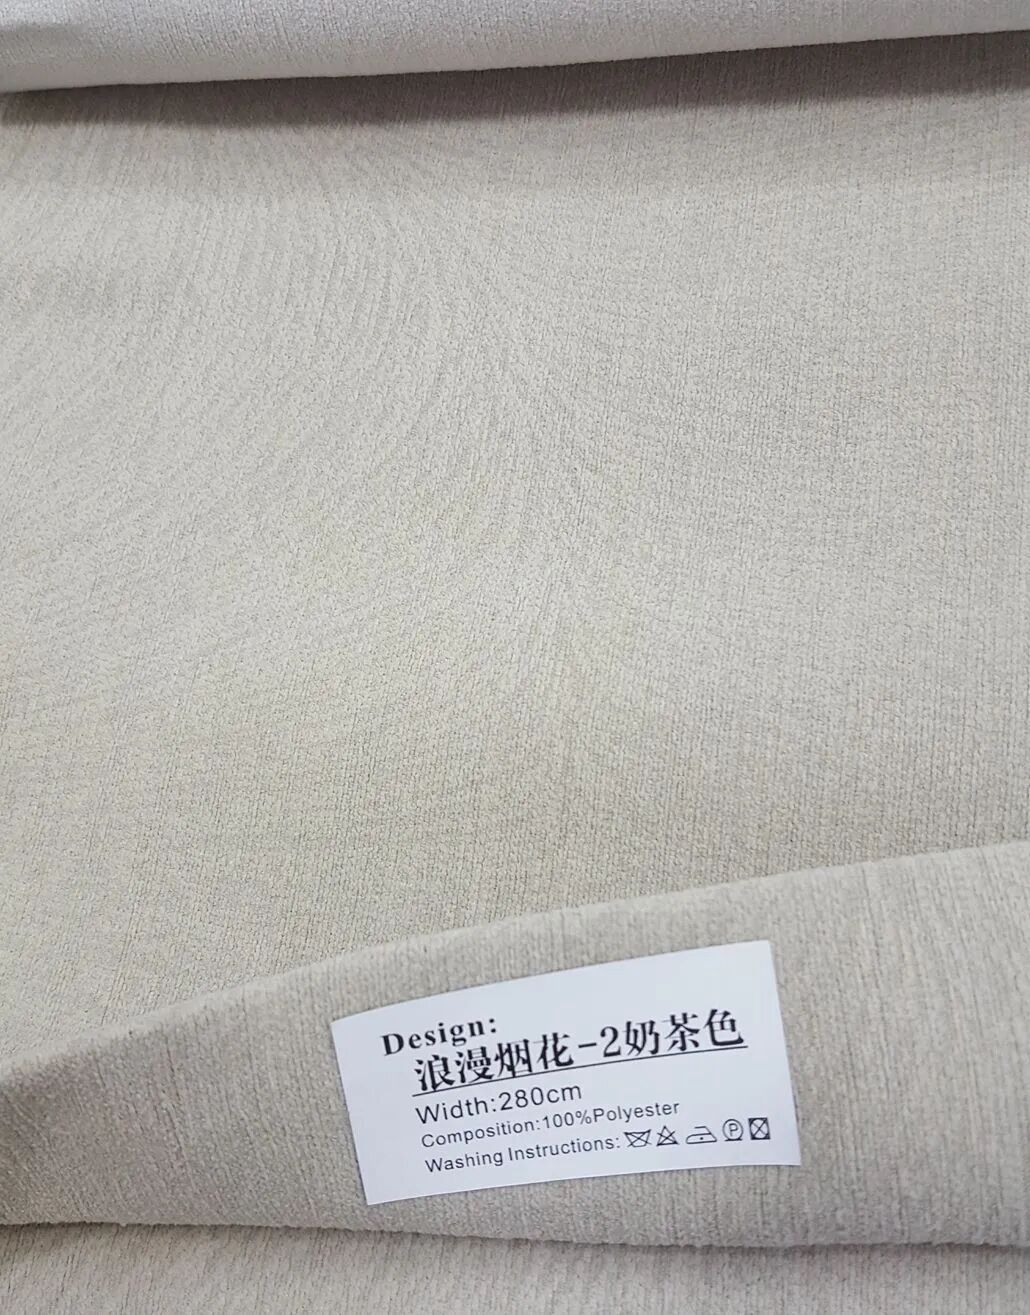 Design:
浪漫烟花-2奶茶色
Width:280cm
Composition:100%Polyester
Washing Instructions: